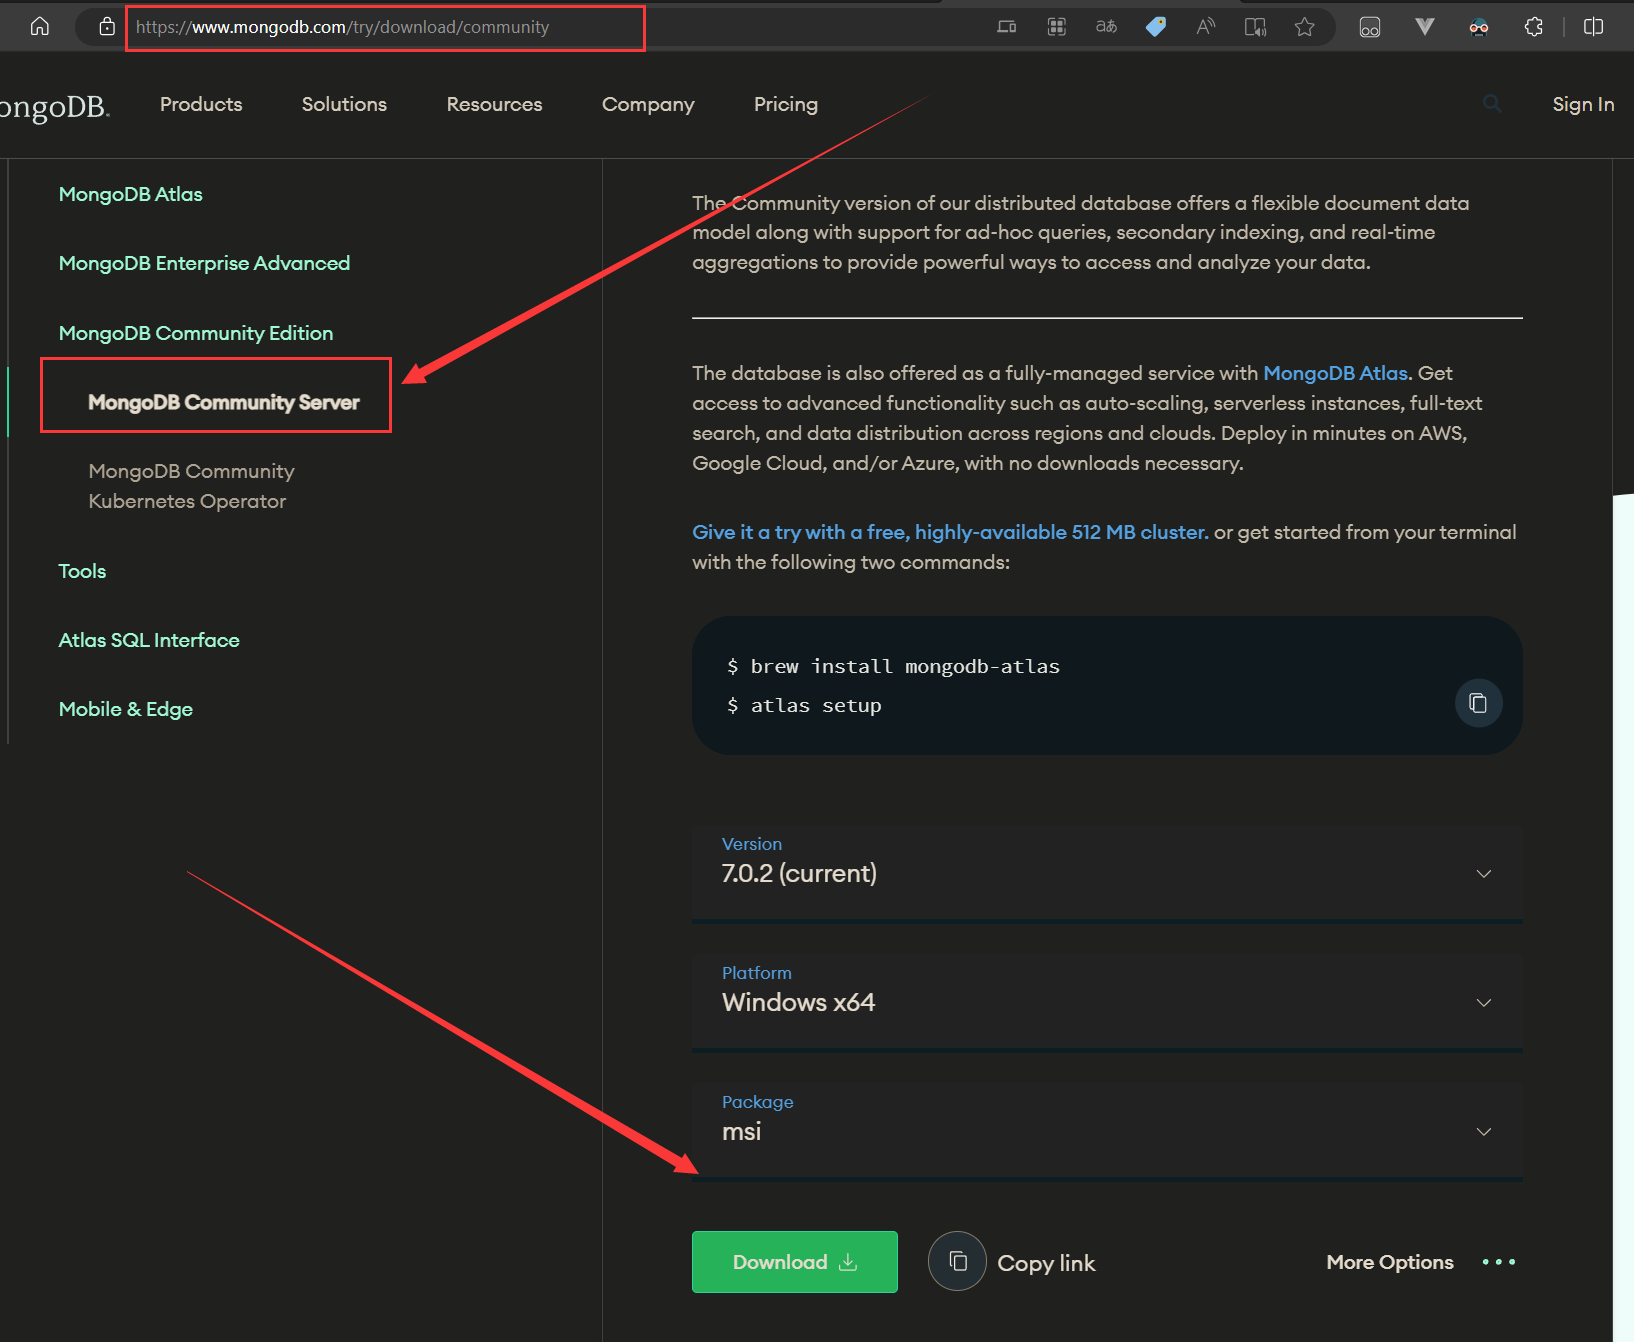 https://www.mongodb.com/try/download/community
ongoDB.
Products
Solutions
Resources
Company
Pricing
Sign In
MongoDB Atlas
MongoDB Enterprise Advanced
MongoDB Community Edition
MongoDB Community Server
MongoDB Community
Kubernetes Operator
Tools
Atlas SQL Interface
Mobile & Edge
The Community version of our distributed database offers a flexible document data
model along with support for ad-hoc queries, secondary indexing, and real-time
aggregations to provide powerful ways to access and analyze your data.
The database is also offered as a fully-managed service with MongoDB Atlas. Get
access to advanced functionality such as auto-scaling, serverless instances, full-text
search, and data distribution across regions and clouds. Deploy in minutes on AWS,
Google Cloud, and/or Azure, with no downloads necessary.
Give it a try with a free, highly-available 512 MB cluster. or get started from your terminal
with the following two commands:
$ brew install mongodb-atlas
$ atlas setup
Version
7.0.2 (current)
Platform
Windows x64
Package
msi
Download
Copy link
More Options